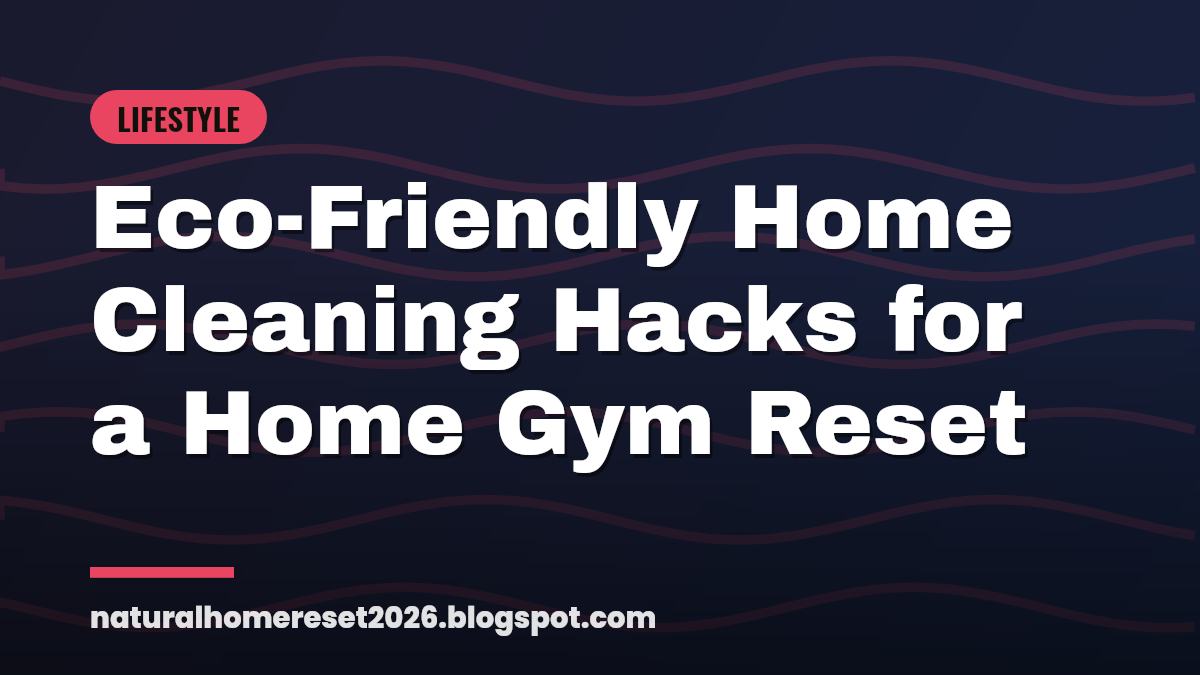 LIFESTYLE
Eco-Friendly Home
Cleaning Hacks for
a Home Gym Reset
naturalhomereset2026.blogspot.com